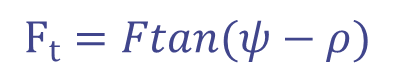 Fₜ = Ftan(ψ − ρ)